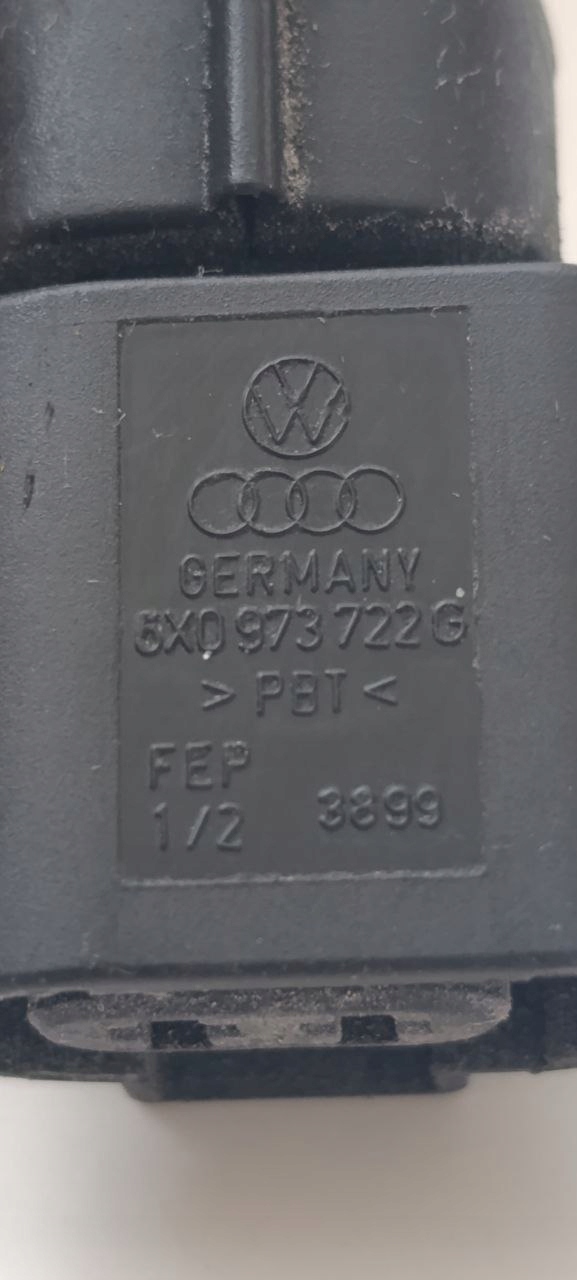 GERMANY
6X0 973 722 G
> PBT <
FEP
1/2 3899